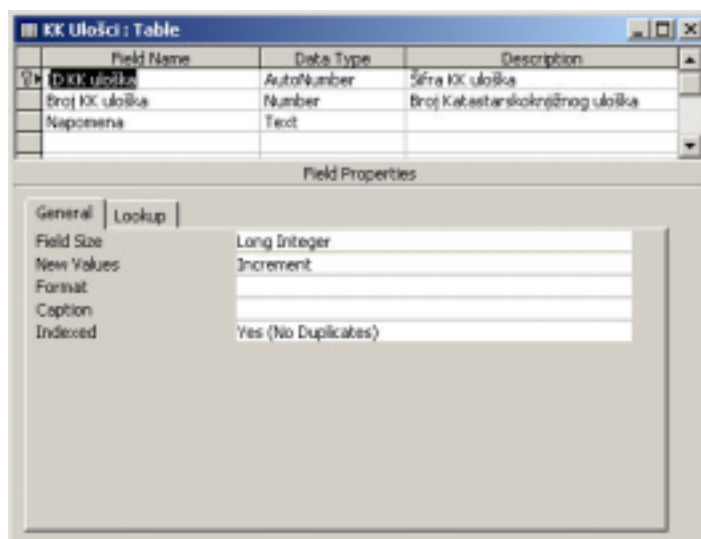 KK Ulošci : Table
Field Name Data Type Description
ID KK uloška AutoNumber Šifra KK uloška
Broj KK uloška Number Broj Katastarskoknjižnog uloška
Napomena Text
Field Properties
General Lookup
Field Size Long Integer
New Values Increment
Format
Caption
Indexed Yes (No Duplicates)